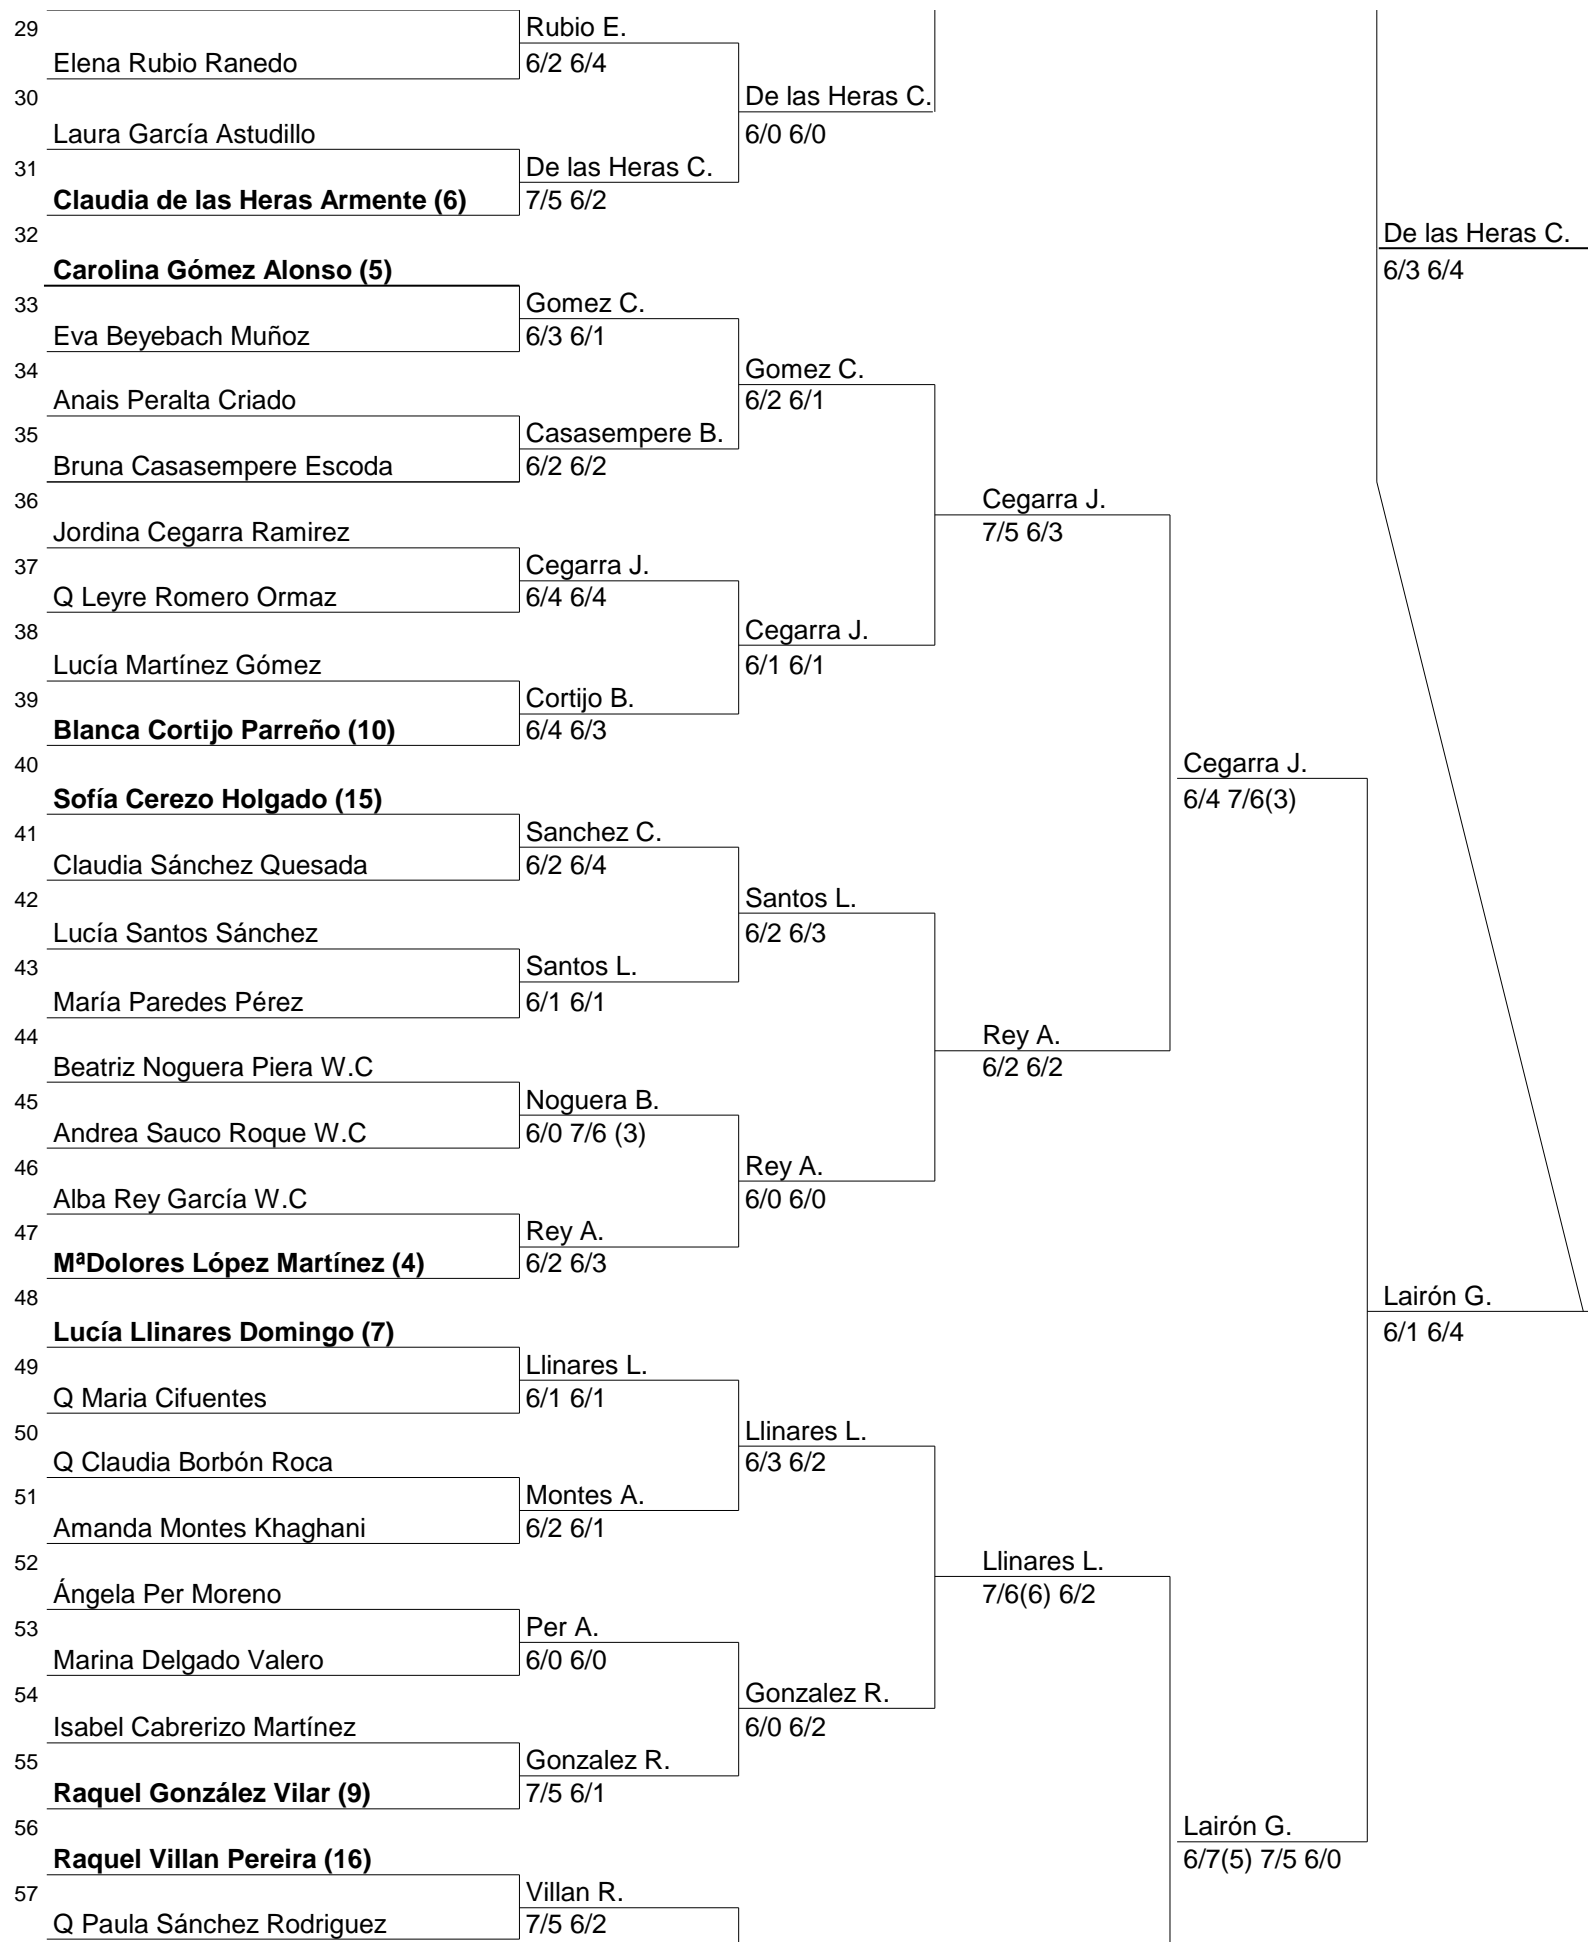 29
Rubio E.
Elena Rubio Ranedo
6/2 6/4
30
De las Heras C.
Laura García Astudillo
6/0 6/0
31
De las Heras C.
Claudia de las Heras Armente (6)
7/5 6/2
32
De las Heras C.
Carolina Gómez Alonso (5)
6/3 6/4
33
Gomez C.
Eva Beyebach Muñoz
6/3 6/1
34
Gomez C.
Anais Peralta Criado
6/2 6/1
35
Casasempere B.
Bruna Casasempere Escoda
6/2 6/2
36
Cegarra J.
Jordina Cegarra Ramirez
7/5 6/3
37
Cegarra J.
Q Leyre Romero Ormaz
6/4 6/4
38
Cegarra J.
Lucía Martínez Gómez
6/1 6/1
39
Cortijo B.
Blanca Cortijo Parreño (10)
6/4 6/3
40
Cegarra J.
Sofía Cerezo Holgado (15)
6/4 7/6(3)
41
Sanchez C.
Claudia Sánchez Quesada
6/2 6/4
42
Santos L.
Lucía Santos Sánchez
6/2 6/3
43
Santos L.
María Paredes Pérez
6/1 6/1
44
Rey A.
Beatriz Noguera Piera W.C
6/2 6/2
45
Noguera B.
Andrea Sauco Roque W.C
6/0 7/6 (3)
46
Rey A.
Alba Rey García W.C
6/0 6/0
47
Rey A.
MªDolores López Martínez (4)
6/2 6/3
48
Lairón G.
Lucía Llinares Domingo (7)
6/1 6/4
49
Llinares L.
Q Maria Cifuentes
6/1 6/1
50
Llinares L.
Q Claudia Borbón Roca
6/3 6/2
51
Montes A.
Amanda Montes Khaghani
6/2 6/1
52
Llinares L.
Ángela Per Moreno
7/6(6) 6/2
53
Per A.
Marina Delgado Valero
6/0 6/0
54
Gonzalez R.
Isabel Cabrerizo Martínez
6/0 6/2
55
Gonzalez R.
Raquel González Vilar (9)
7/5 6/1
56
Lairón G.
Raquel Villan Pereira (16)
6/7(5) 7/5 6/0
57
Villan R.
Q Paula Sánchez Rodriguez
7/5 6/2